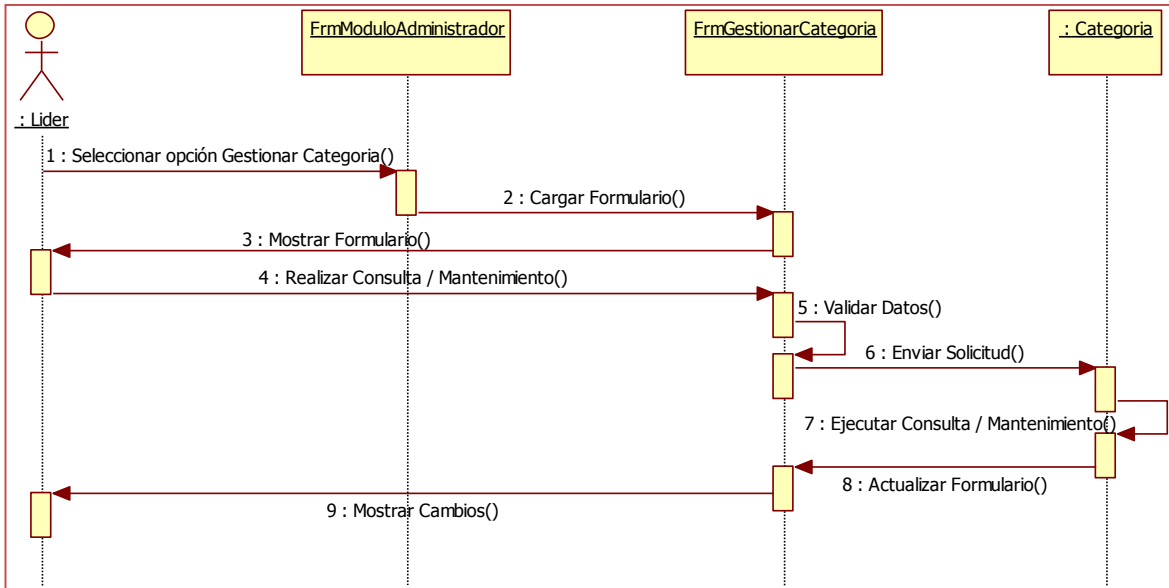 FrmModuloAdministrador
FrmGestionarCategoria
: Categoria
: Lider
1 : Seleccionar opción Gestionar Categoria()
2 : Cargar Formulario()
3 : Mostrar Formulario()
4 : Realizar Consulta / Mantenimiento()
5 : Validar Datos()
6 : Enviar Solicitud()
7 : Ejecutar Consulta / Mantenimiento()
8 : Actualizar Formulario()
9 : Mostrar Cambios()